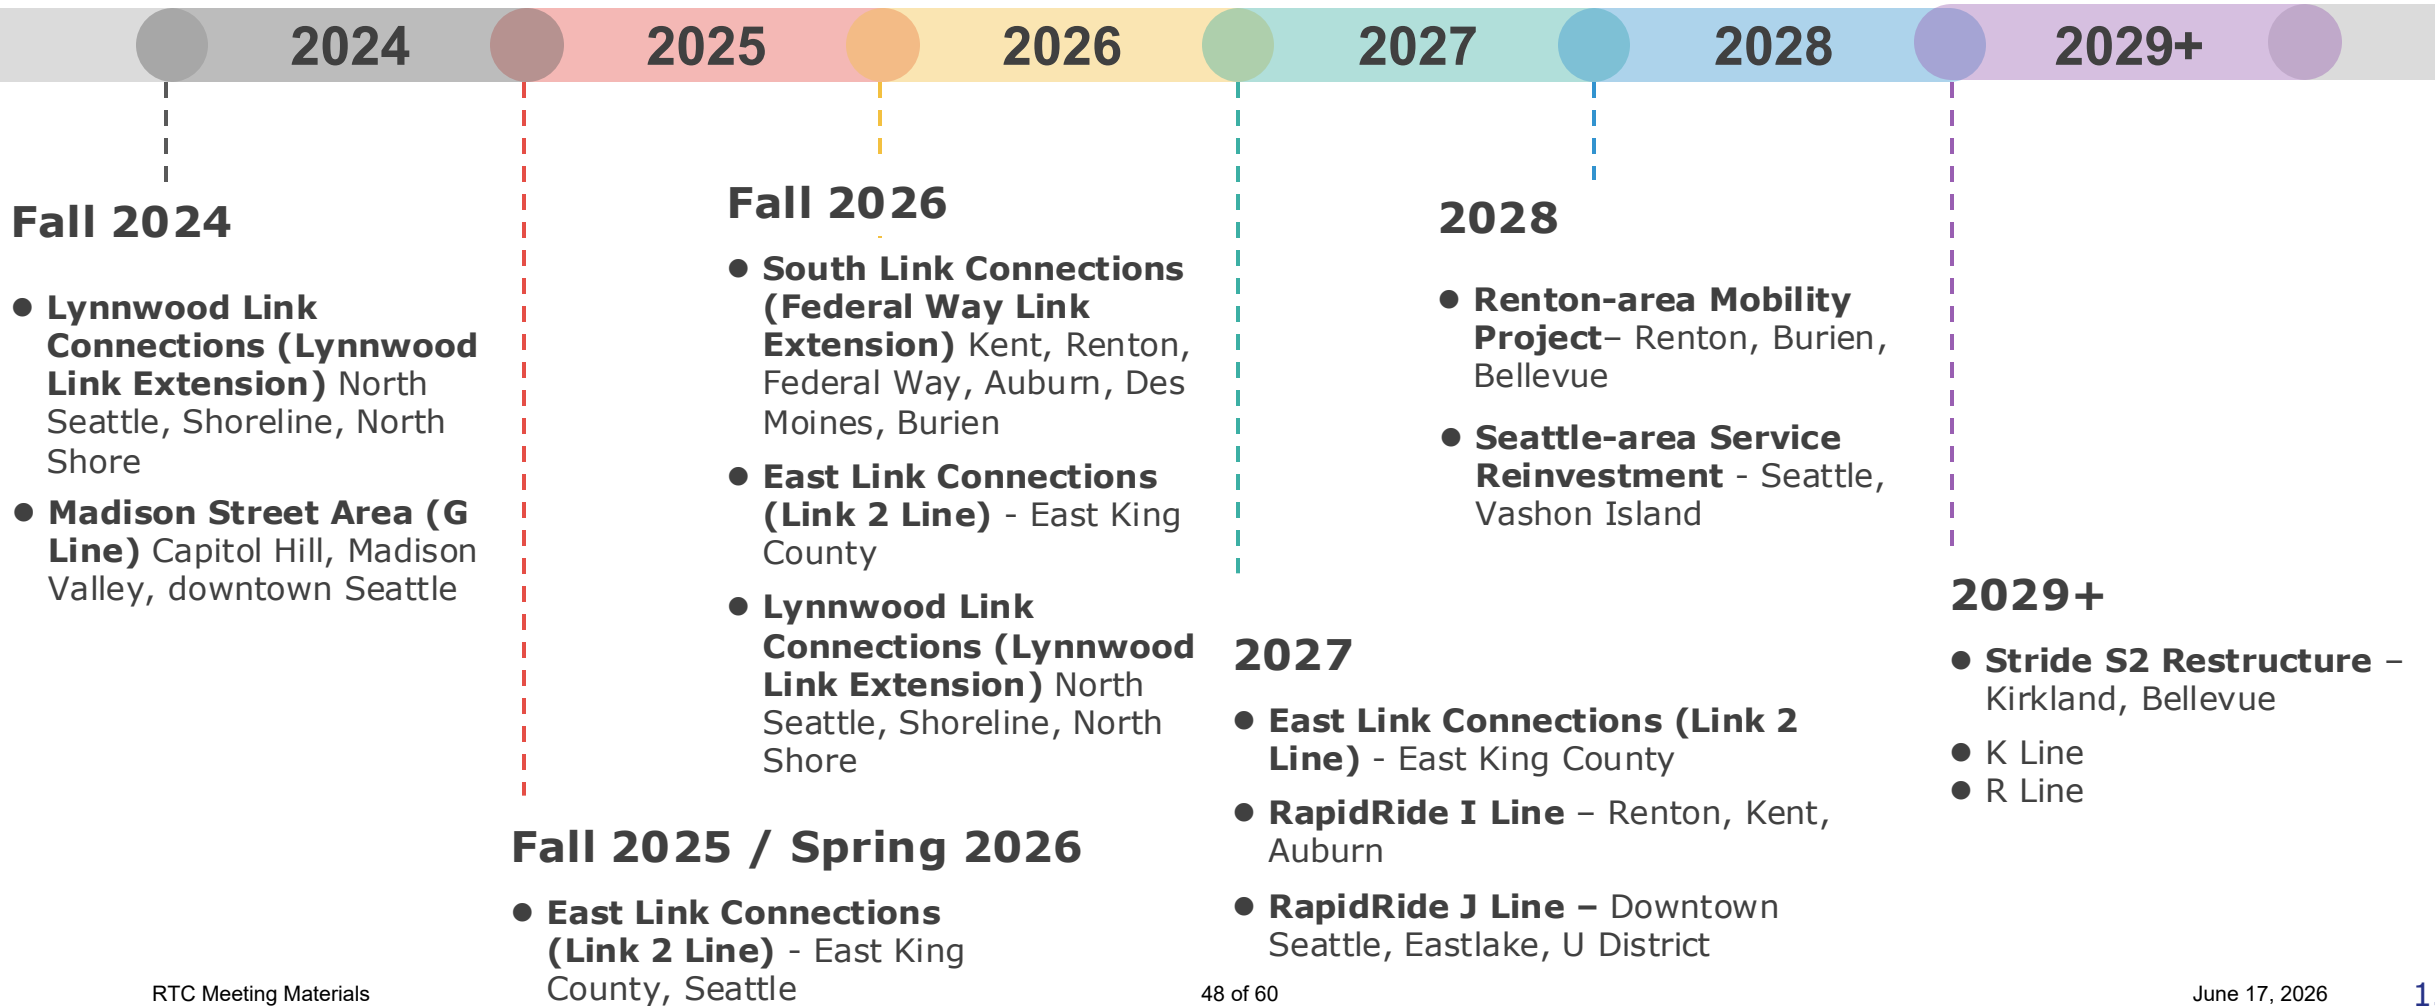 2024 2025 2026 2027 2028 2029+
Fall 2024
● Lynnwood Link
Connections (Lynnwood
Link Extension) North
Seattle, Shoreline, North
Shore
● Madison Street Area (G
Line) Capitol Hill, Madison
Valley, downtown Seattle
Fall 2025 / Spring 2026
● East Link Connections
(Link 2 Line) - East King
County, Seattle
Fall 2026
● South Link Connections
(Federal Way Link
Extension) Kent, Renton,
Federal Way, Auburn, Des
Moines, Burien
● East Link Connections
(Link 2 Line) - East King
County
● Lynnwood Link
Connections (Lynnwood
Link Extension) North
Seattle, Shoreline, North
Shore
2027
● East Link Connections (Link 2
Line) - East King County
● RapidRide I Line – Renton, Kent,
Auburn
● RapidRide J Line – Downtown
Seattle, Eastlake, U District
2028
● Renton-area Mobility
Project– Renton, Burien,
Bellevue
● Seattle-area Service
Reinvestment - Seattle,
Vashon Island
2029+
● Stride S2 Restructure –
Kirkland, Bellevue
● K Line
● R Line
RTC Meeting Materials 48 of 60 June 17, 2026 1